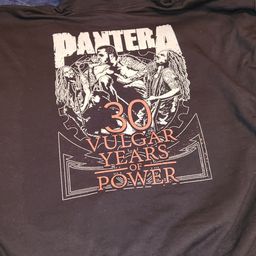 PANTERA
30
VULGAR
YEARS
OF
POWER